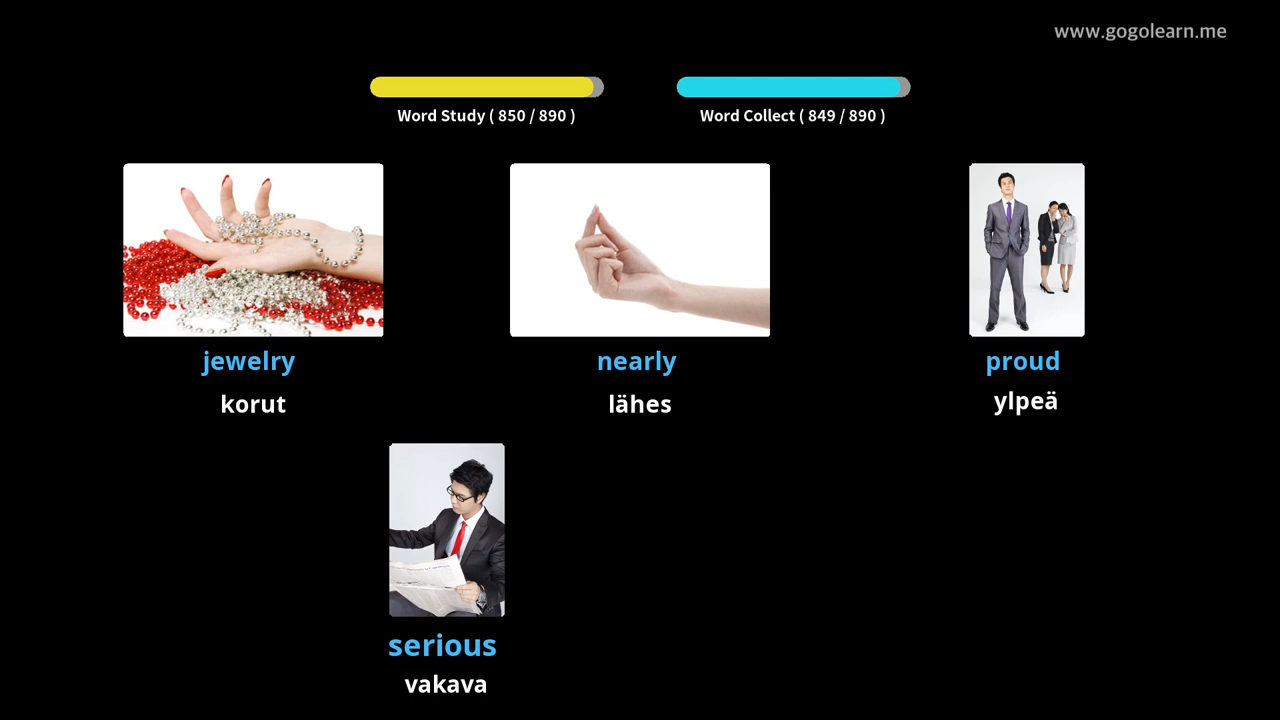 www.gogolearn.me
Word Study ( 850 / 890 )
Word Collect ( 849 / 890 )
jewelry
korut
nearly
lähes
proud
ylpeä
serious
vakava